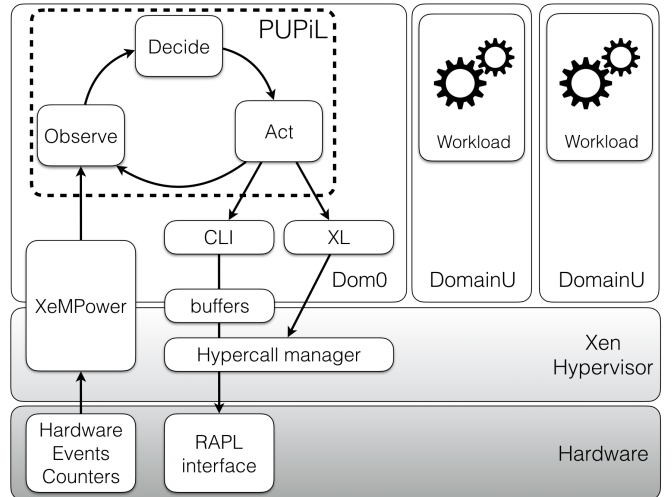 PUPiL
Decide
Observe
Act
Workload
Workload
CLI
XL
Dom0
DomainU
DomainU
XeMPower
buffers
Hypercall manager
Xen
Hypervisor
Hardware
Events
Counters
RAPL
interface
Hardware